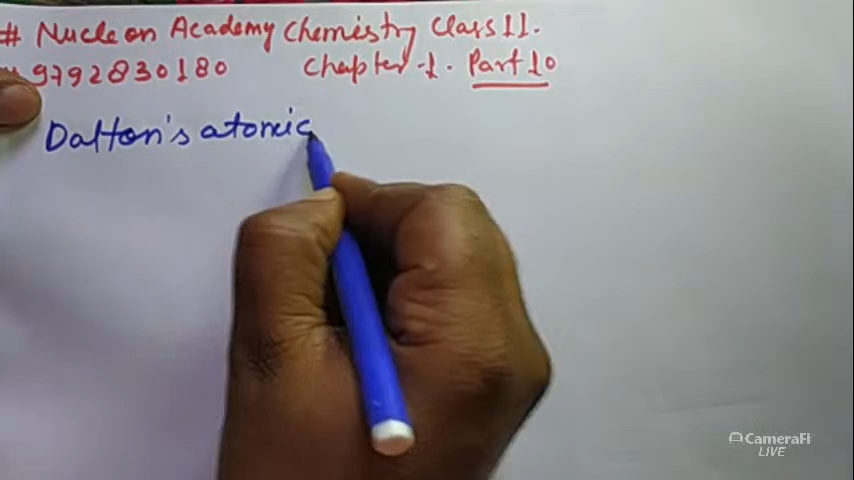 # Nucleon Academy Chemistry Class 11.
9792830180 Chapter-1. Part 10
Dalton's atomic
CameraFi
LIVE